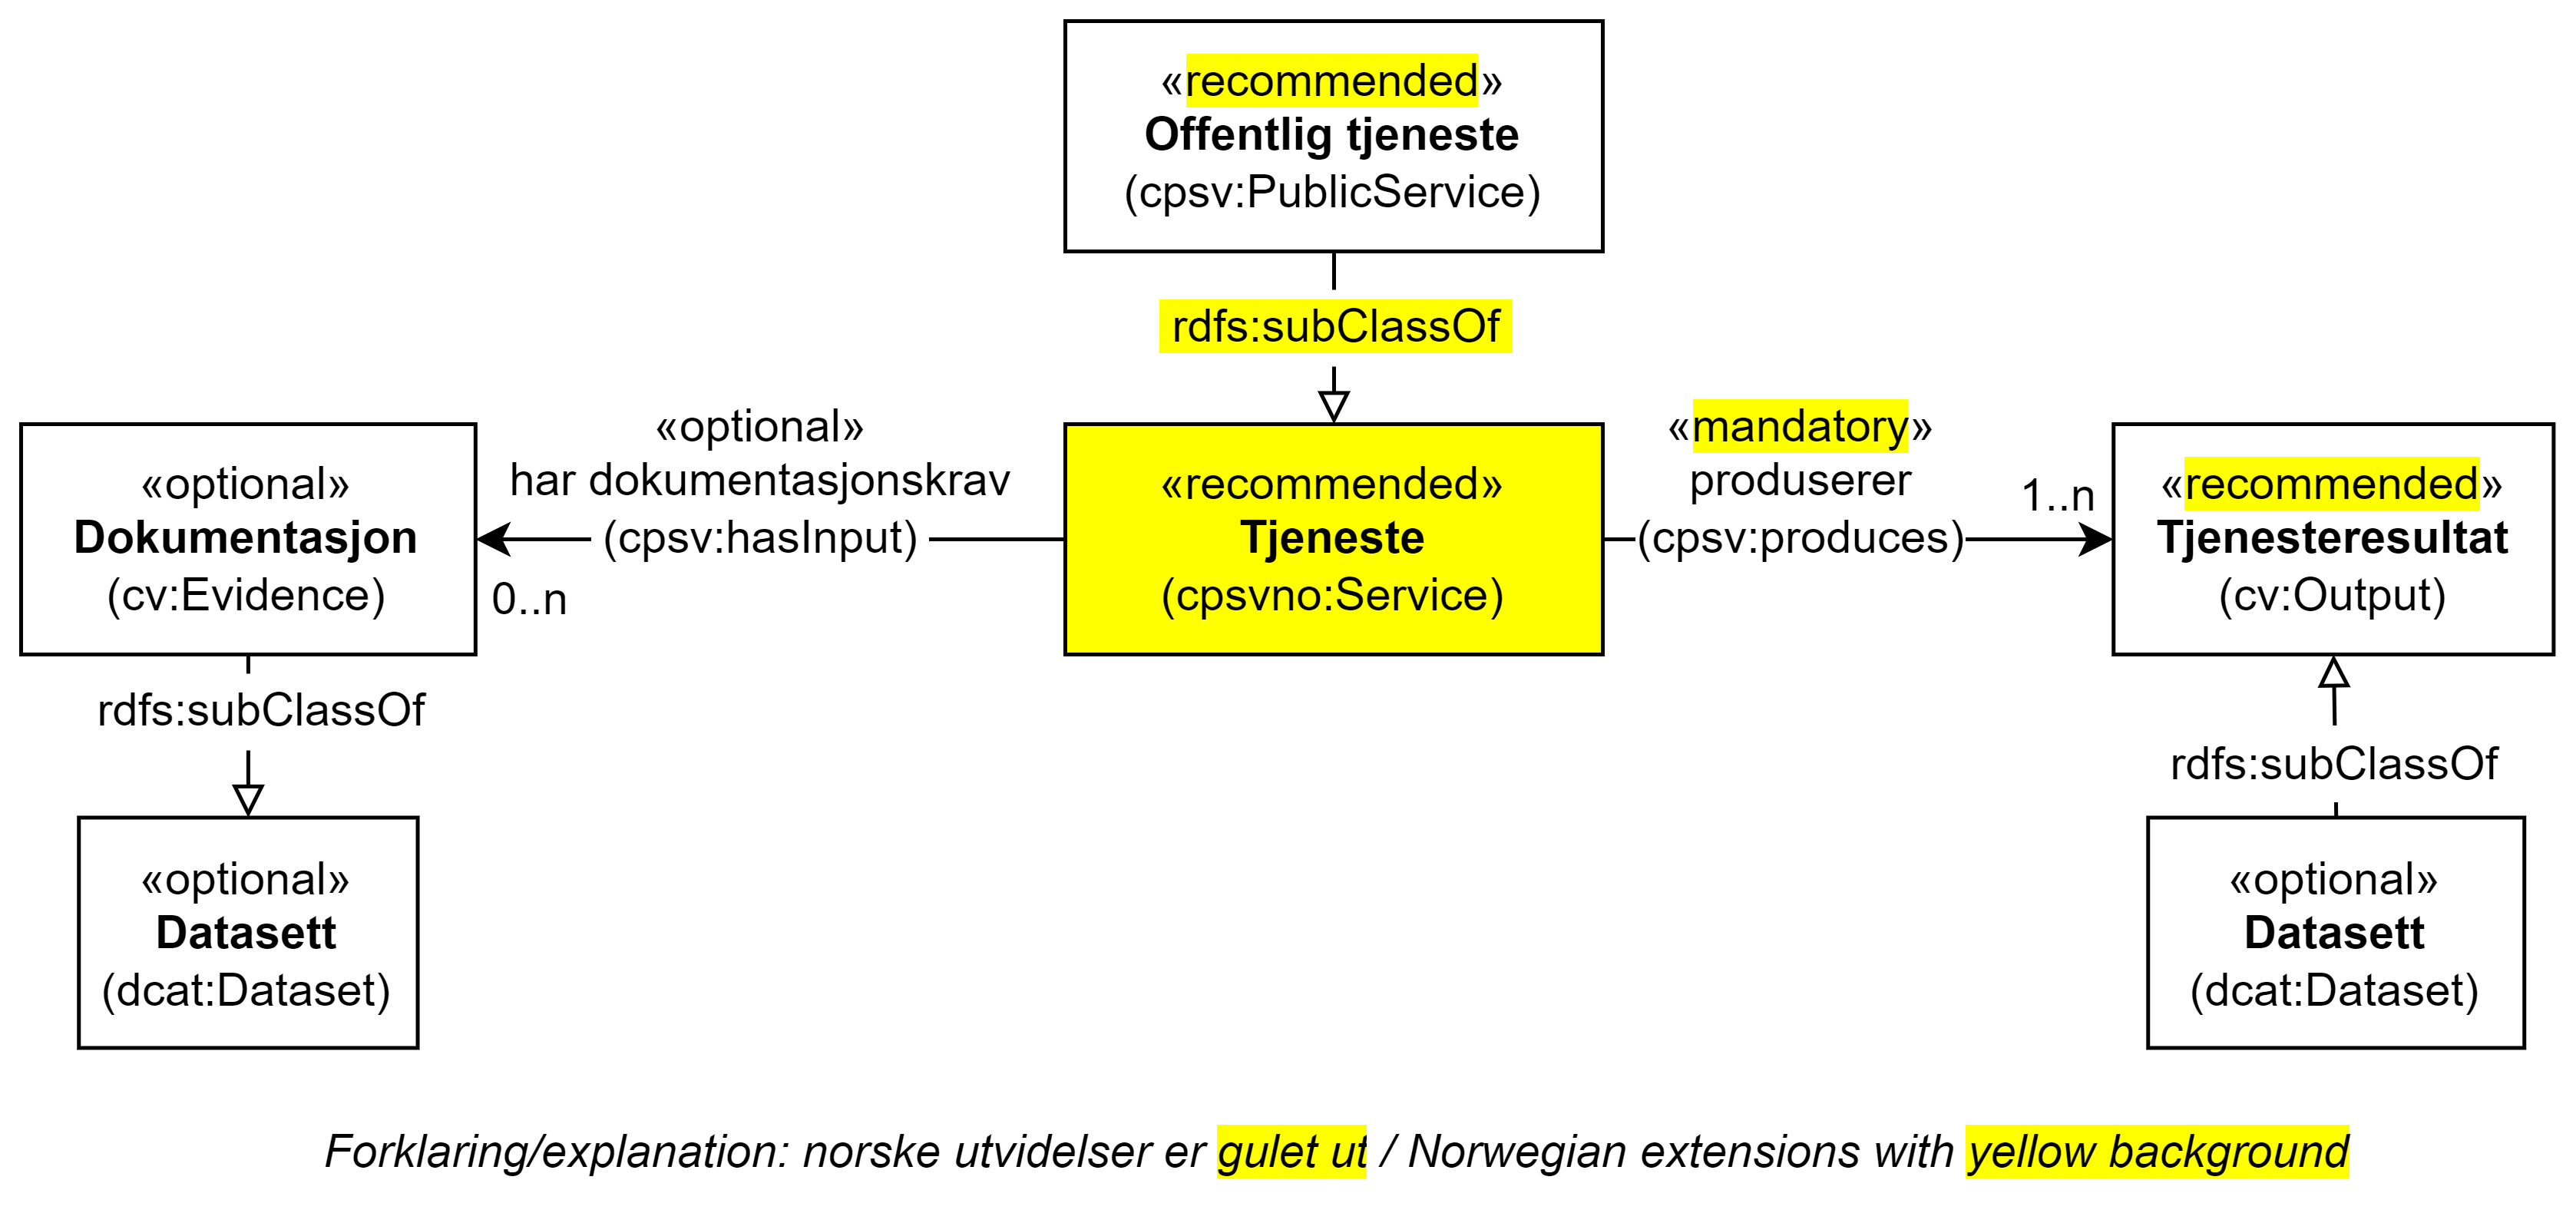 «recommended»
Offentlig tjeneste
(cpsv:PublicService)
rdfs:subClassOf
«optional»
Dokumentasjon
(cv:Evidence)
«optional»
har dokumentasjonskrav
(cpsv:hasInput)
0..n
«recommended»
Tjeneste
(cpsvno:Service)
«mandatory»
produserer
(cpsv:produces)
1..n
«recommended»
Tjenesteresultat
(cv:Output)
rdfs:subClassOf
rdfs:subClassOf
«optional»
Datasett
(dcat:Dataset)
«optional»
Datasett
(dcat:Dataset)
Forklaring/explanation: norske utvidelser er gulet ut / Norwegian extensions with yellow background